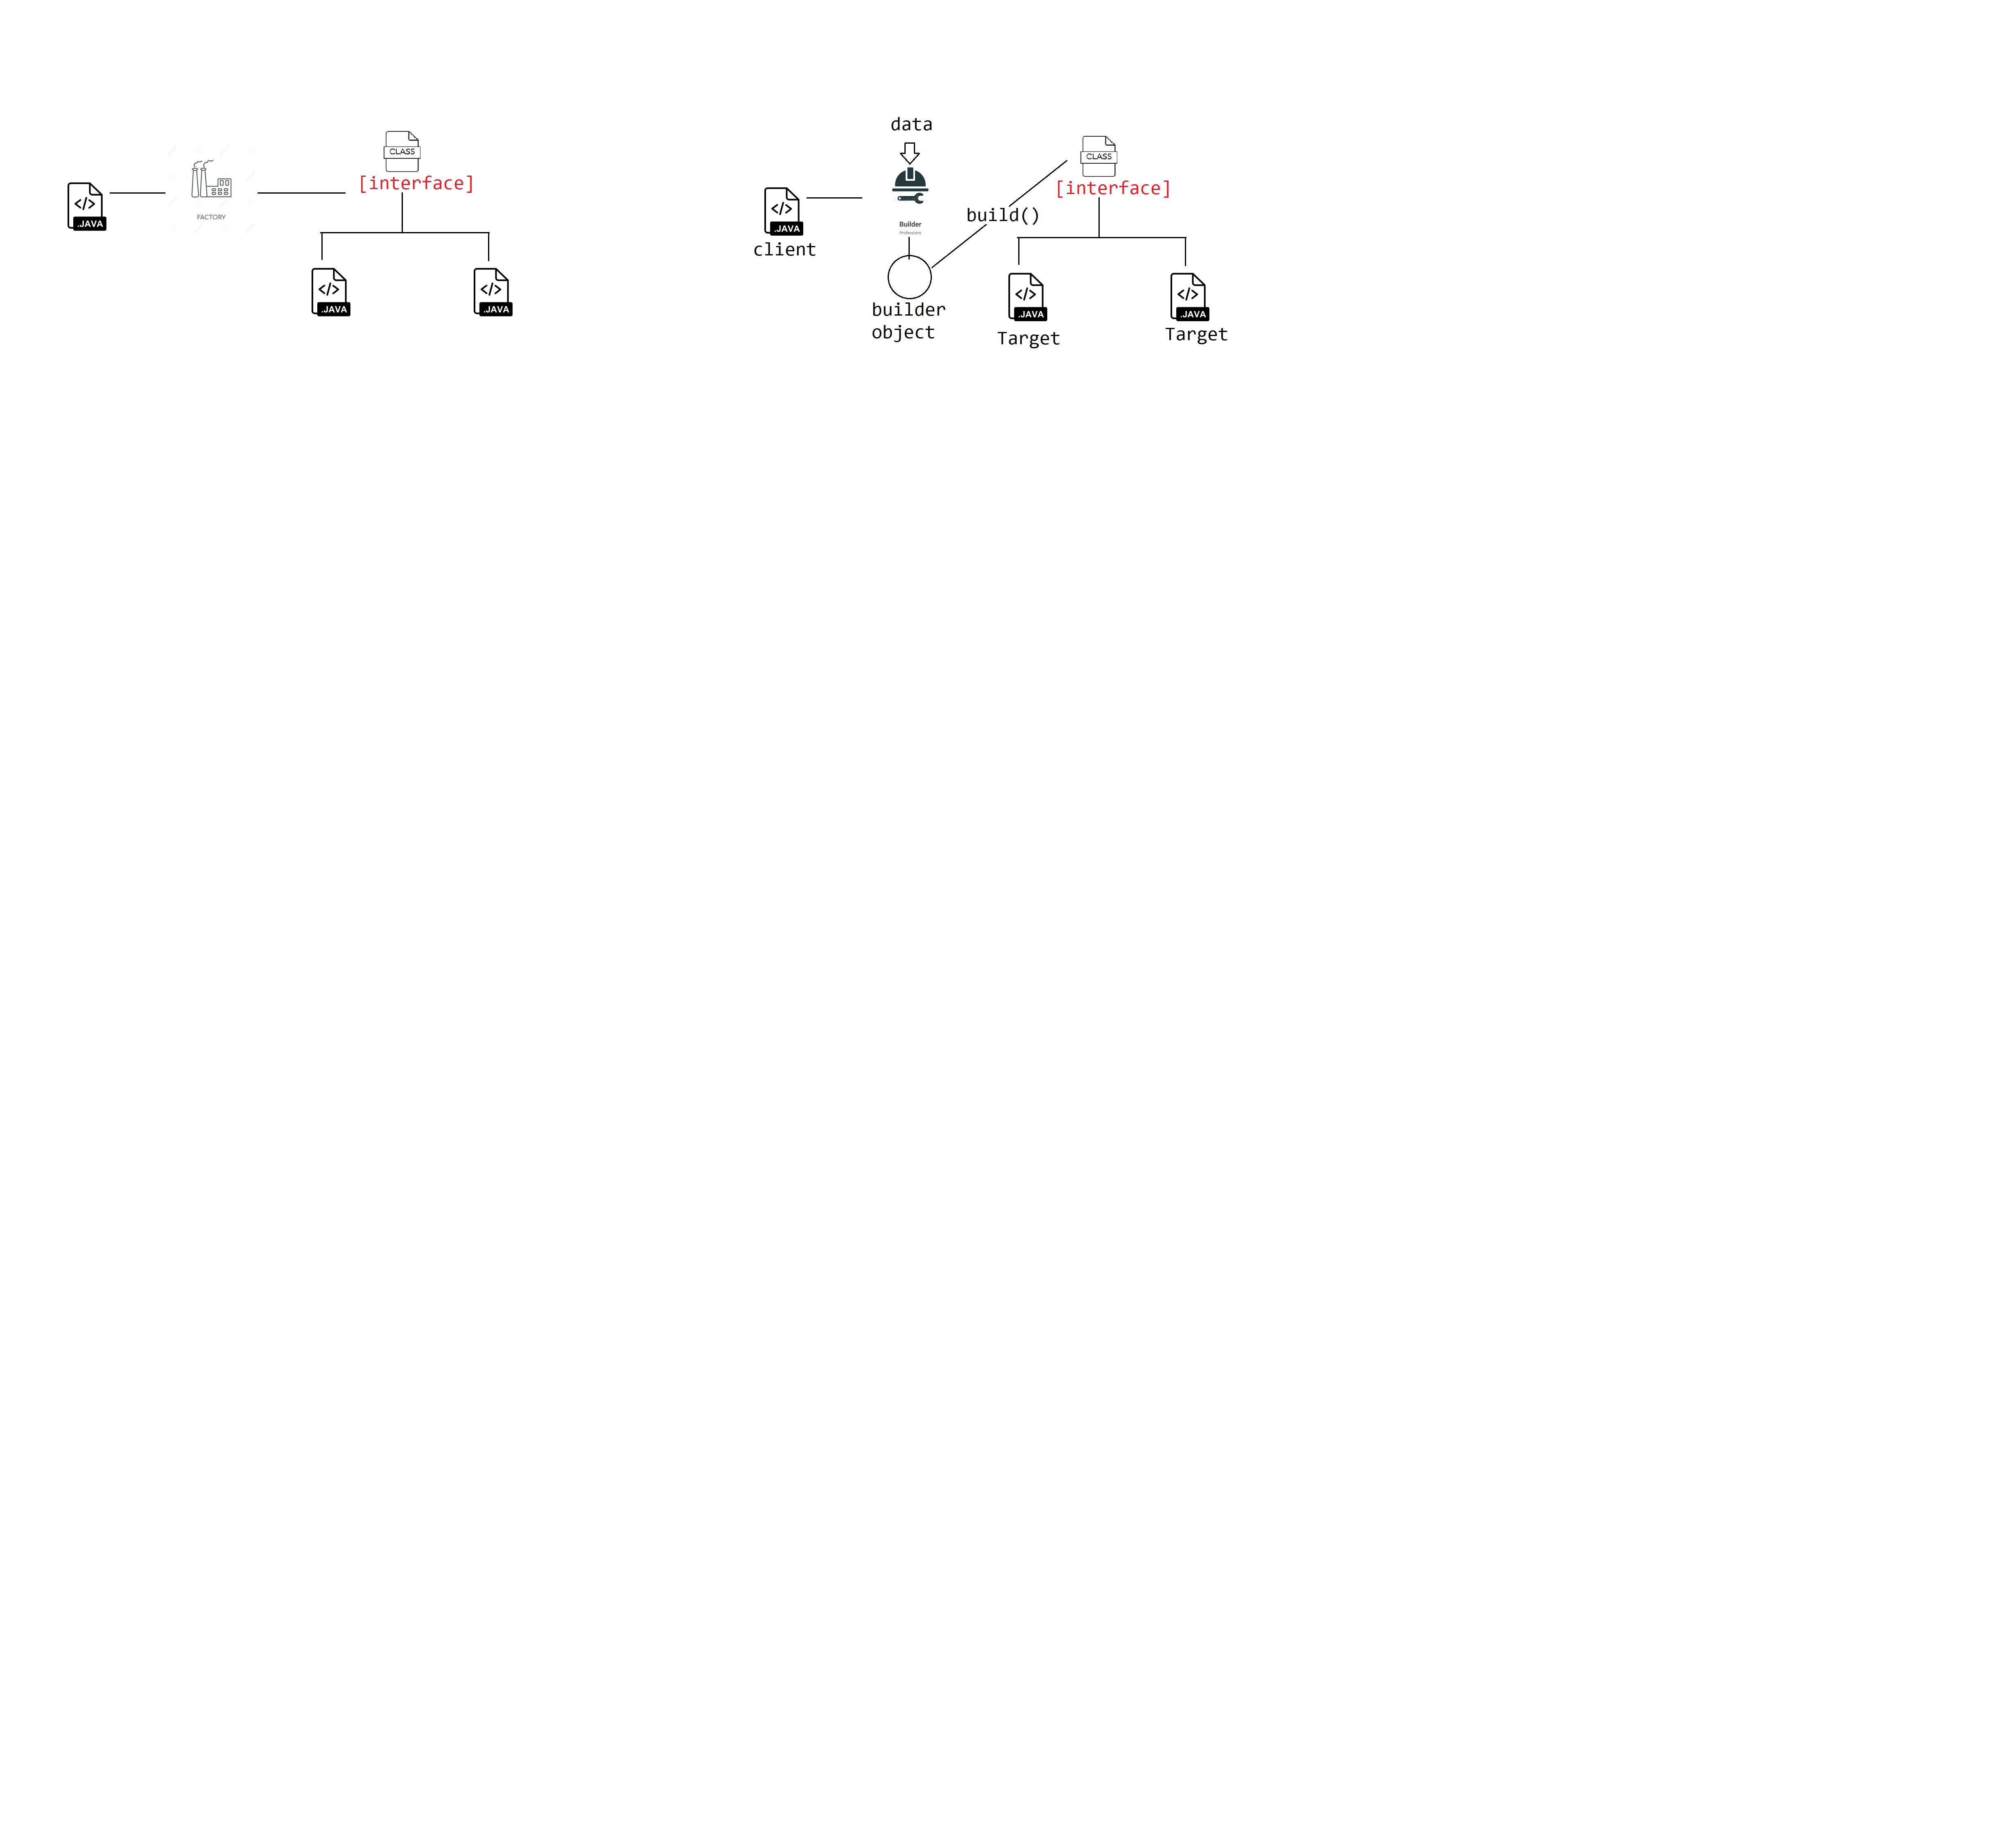 CLASS
[interface]
</>
.JAVA
FACTORY
</>
.JAVA
</>
.JAVA
data
CLASS
[interface]
</>
.JAVA
client
Builder
Professions
build()
builder
object
</>
.JAVA
Target
</>
.JAVA
Target